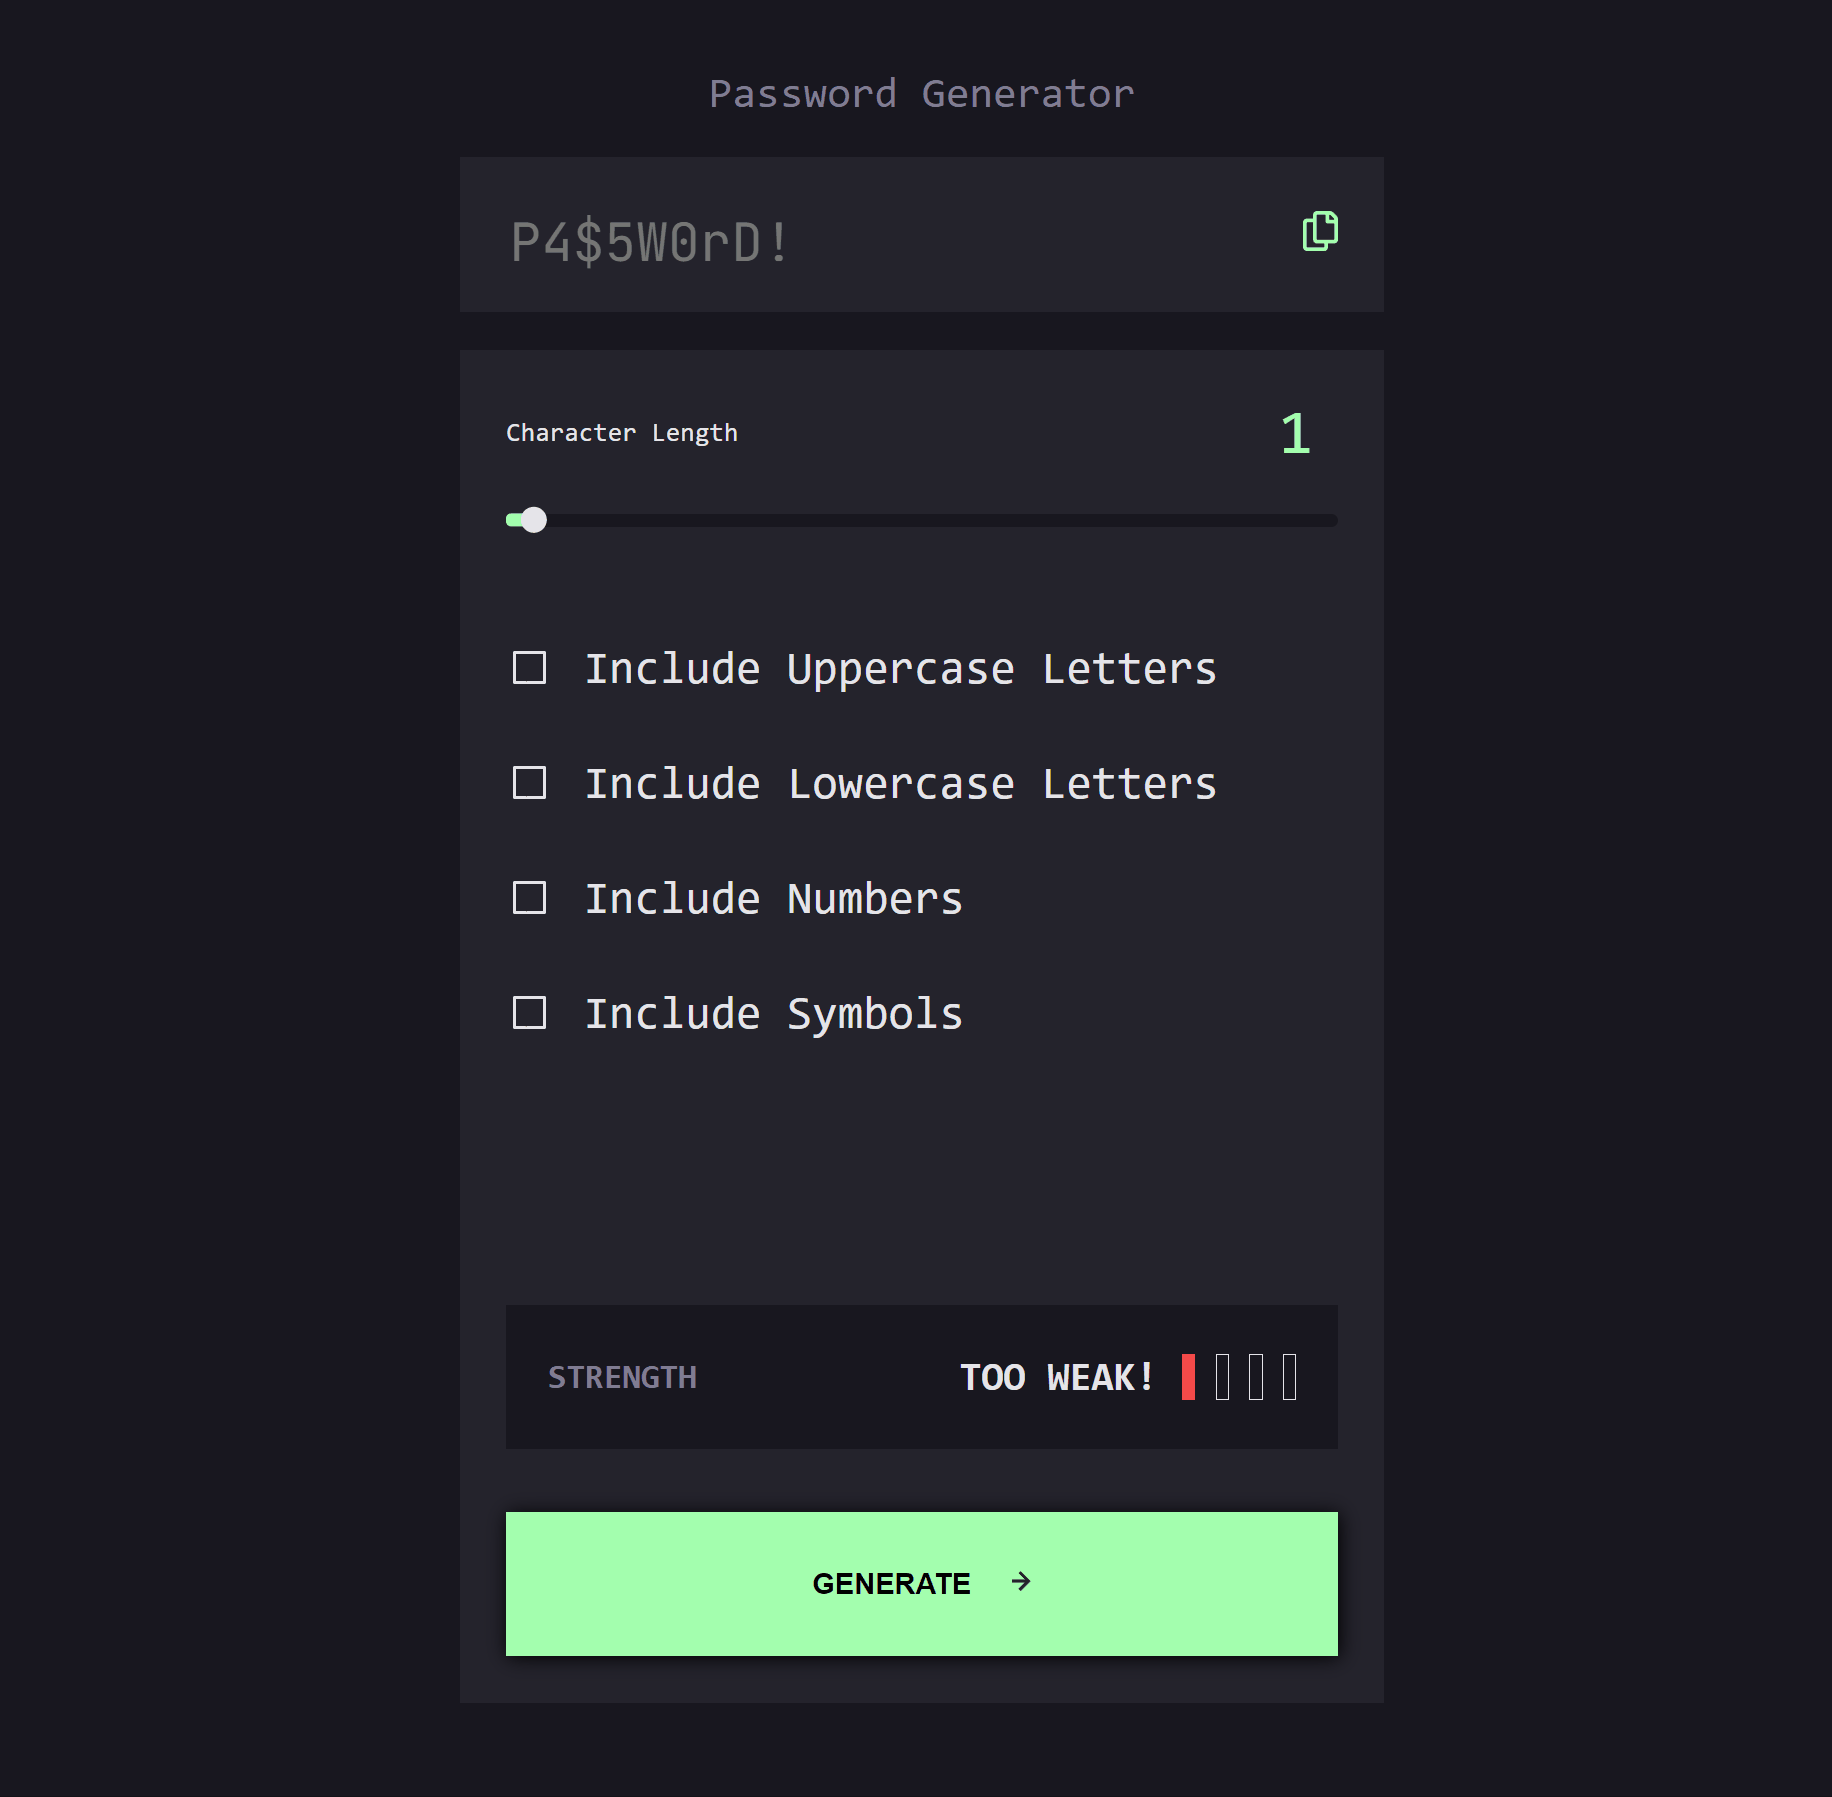 Password Generator
P4$5W0rD!
Character Length 1
Include Uppercase Letters
Include Lowercase Letters
Include Numbers
Include Symbols
STRENGTH TOO WEAK!
GENERATE →